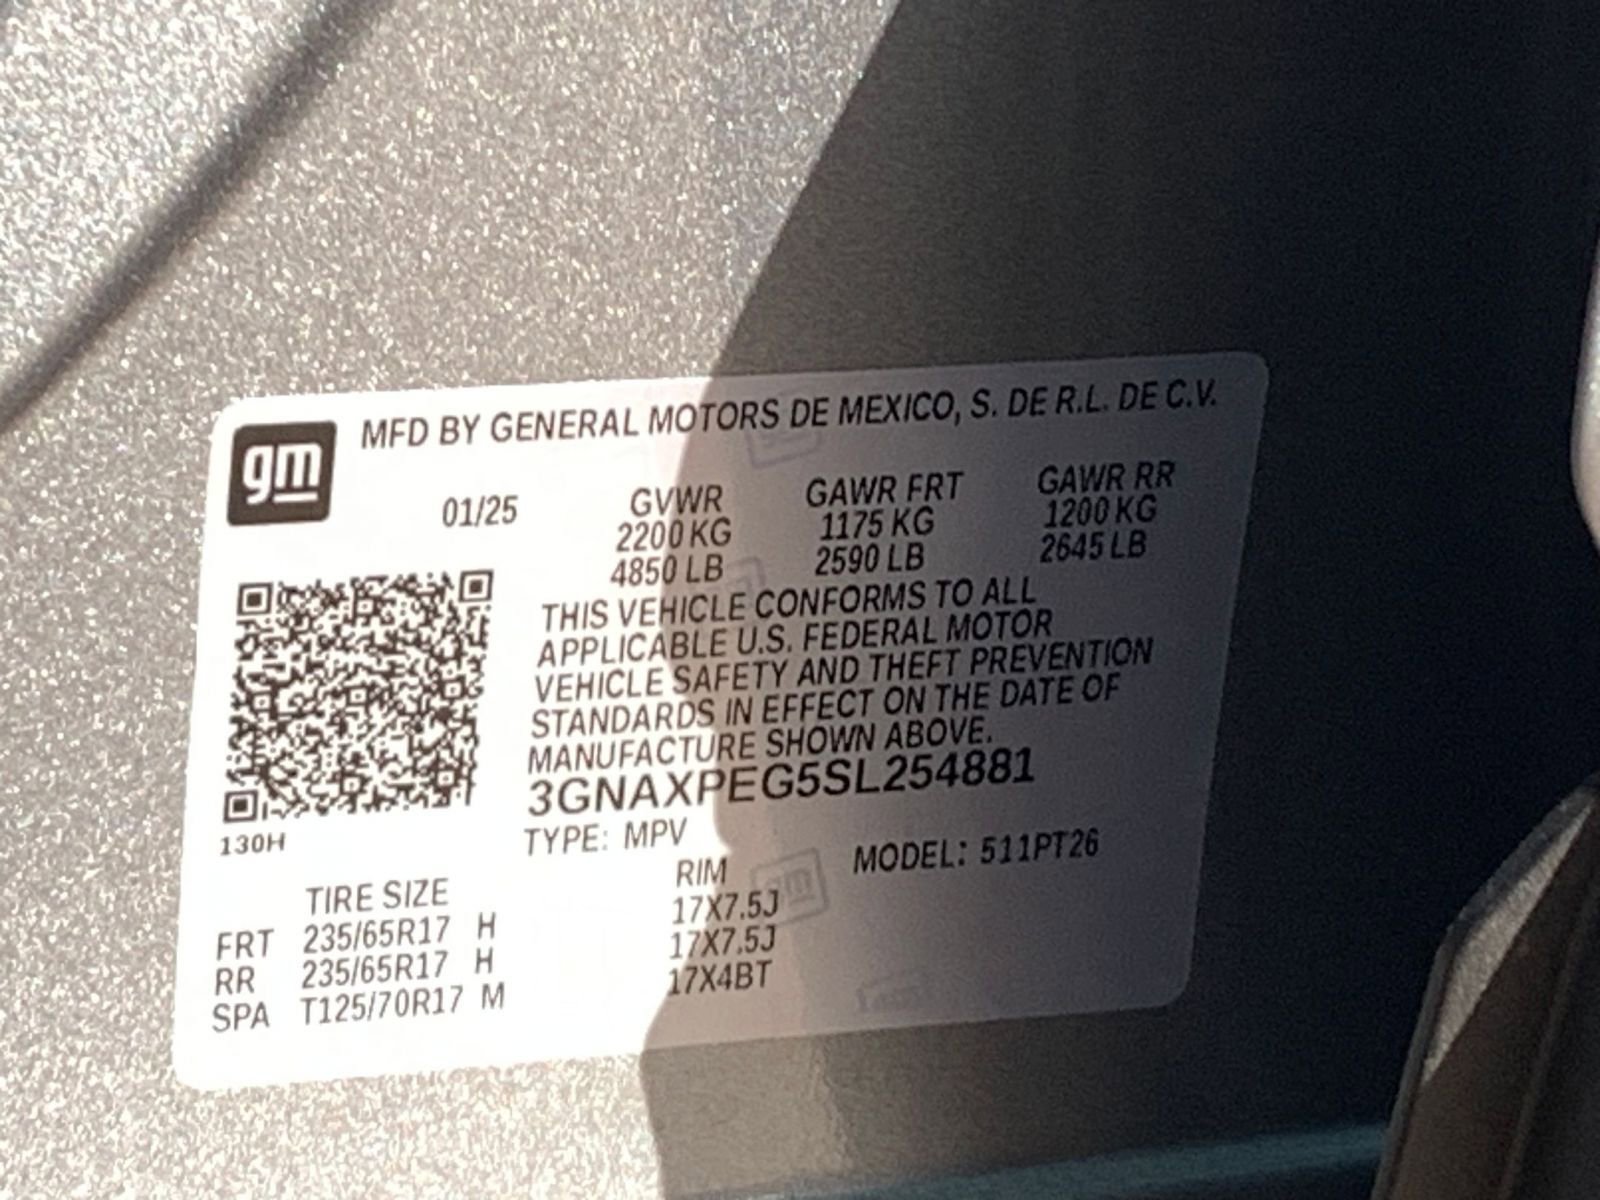 gm
MFD BY GENERAL MOTORS DE MEXICO, S. DE R.L. DE C.V.
01/25 GVWR GAWR FRT GAWR RR
2200 KG 1175 KG 1200 KG
4850 LB 2590 LB 2645 LB
THIS VEHICLE CONFORMS TO ALL
APPLICABLE U.S. FEDERAL MOTOR
VEHICLE SAFETY AND THEFT PREVENTION
STANDARDS IN EFFECT ON THE DATE OF
MANUFACTURE SHOWN ABOVE.
3GNAXPEG5SL254881
130H
TYPE: MPV MODEL: 511PT26
TIRE SIZE RIM
FRT 235/65R17 H 17X7.5J
RR 235/65R17 H 17X7.5J
SPA T125/70R17 M 17X4BT